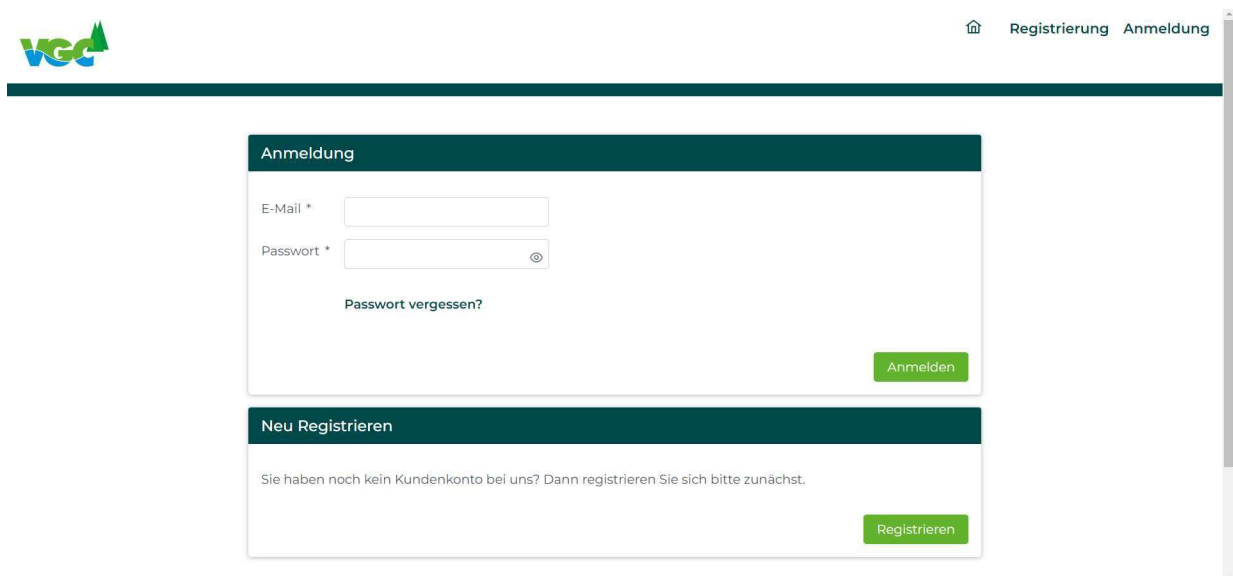 VGC
Registrierung Anmeldung
Anmeldung
E-Mail *
Passwort *
Passwort vergessen?
Anmelden
Neu Registrieren
Sie haben noch kein Kundenkonto bei uns? Dann registrieren Sie sich bitte zunächst.
Registrieren